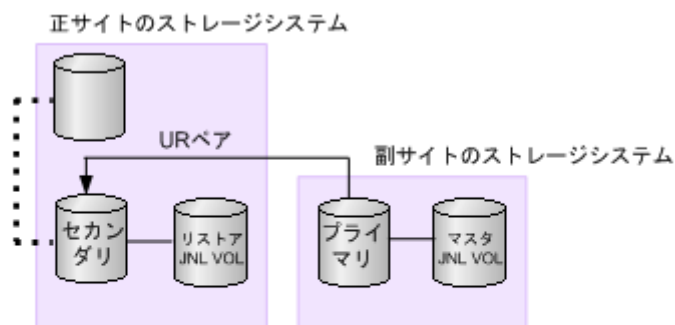 正サイトのストレージシステム
URペア
副サイトのストレージシステム
セカン
ダリ
リストア
JNL VOL
プライ
マリ
マスタ
JNL VOL